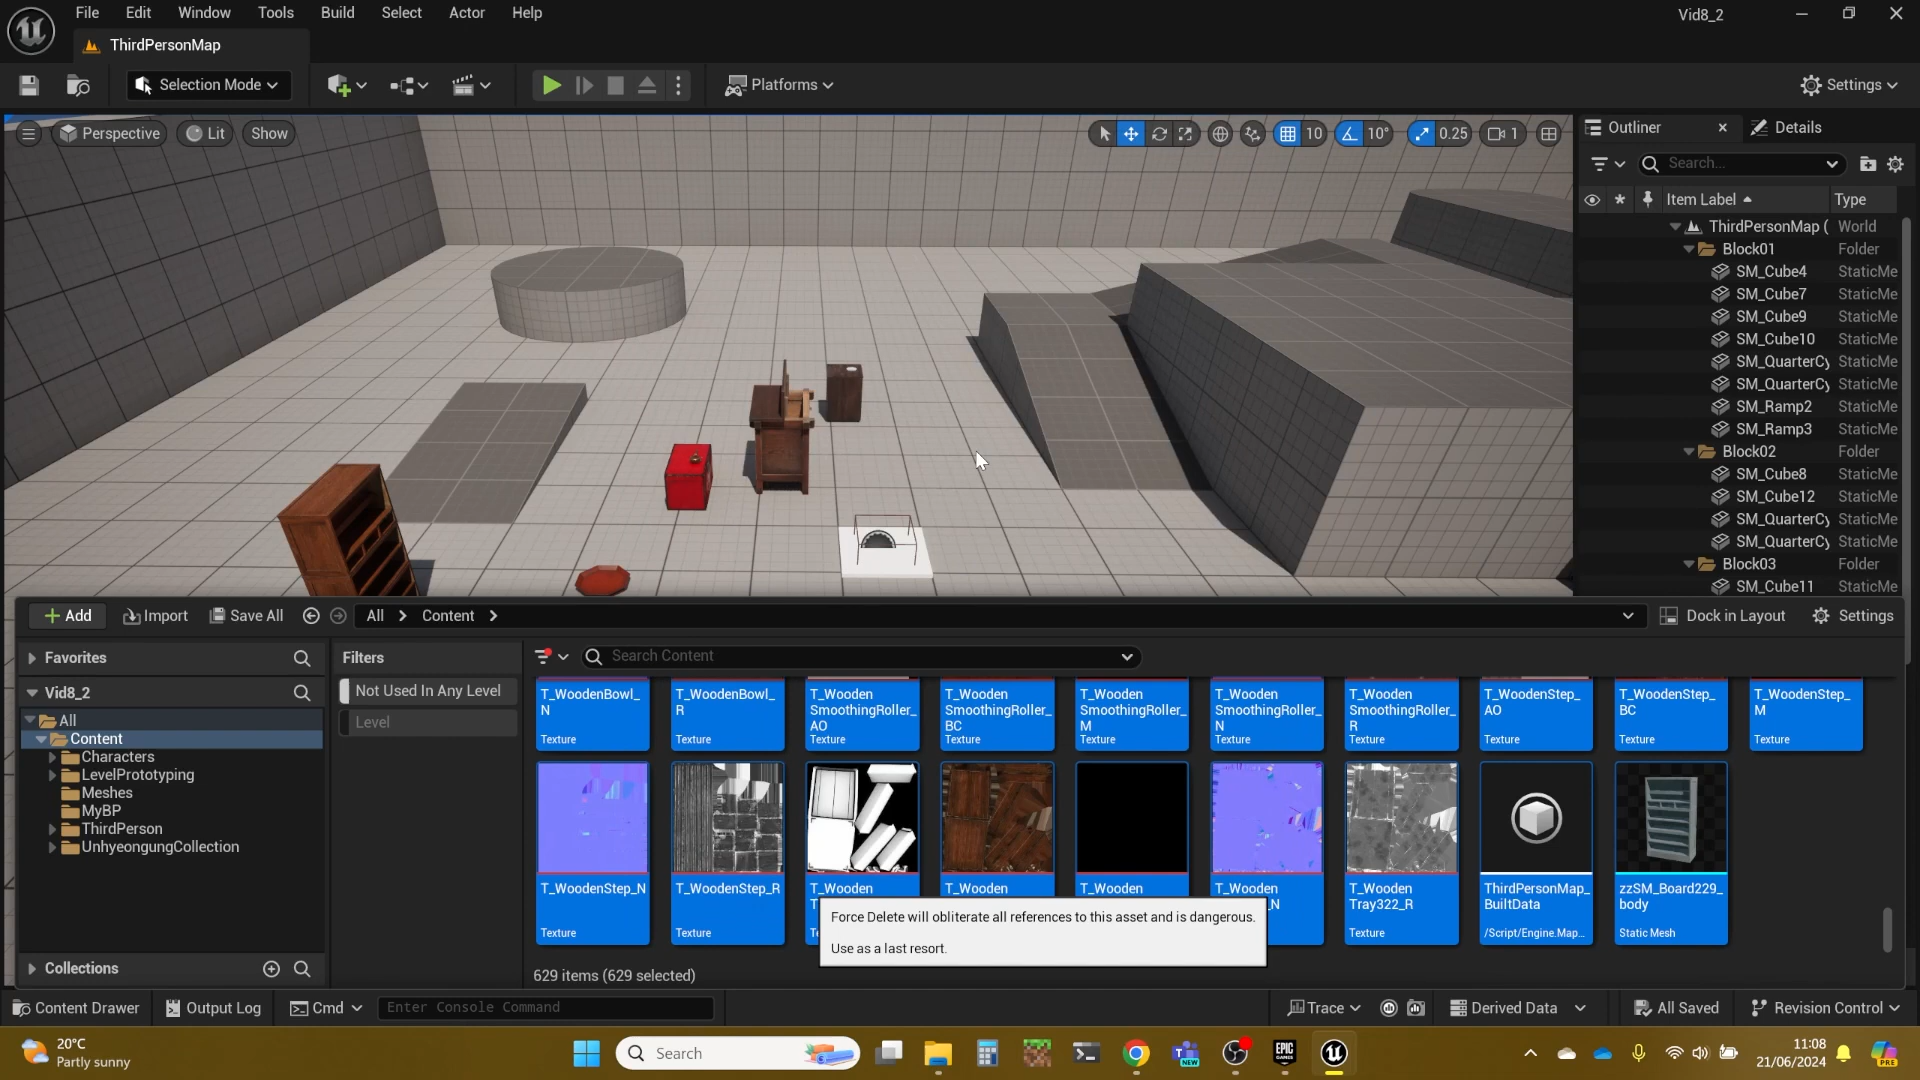 File Edit Window Tools Build Select Actor Help
Vid8_2
ThirdPersonMap
Selection Mode
Platforms
Settings
Perspective
Lit
Show
10
10°
0.25
1
Outliner
Details
Search...
Item Label
Type
ThirdPersonMap ( World
Block01 Folder
SM_Cube4 StaticMe
SM_Cube7 StaticMe
SM_Cube9 StaticMe
SM_Cube10 StaticMe
SM_QuarterCy StaticMe
SM_QuarterCy StaticMe
SM_Ramp2 StaticMe
SM_Ramp3 StaticMe
Block02 Folder
SM_Cube8 StaticMe
SM_Cube12 StaticMe
SM_QuarterCy StaticMe
SM_QuarterCy StaticMe
Block03 Folder
SM_Cube11 StaticMe
Add
Import
Save All
All
Content
Dock in Layout
Settings
Favorites
Vid8_2
All
Content
Characters
LevelPrototyping
Meshes
MyBP
ThirdPerson
UnhyeongungCollection
Collections
Filters
Not Used In Any Level
Level
Search Content
T_WoodenBowl_
N
Texture
T_WoodenBowl_
R
Texture
T_Wooden
SmoothingRoller_
AO
Texture
T_Wooden
SmoothingRoller_
BC
Texture
T_Wooden
SmoothingRoller_
M
Texture
T_Wooden
SmoothingRoller_
N
Texture
T_Wooden
SmoothingRoller_
R
Texture
T_WoodenStep_
AO
Texture
T_WoodenStep_
BC
Texture
T_WoodenStep_
M
Texture
T_WoodenStep_N
Texture
T_WoodenStep_R
Texture
T_Wooden
T_Wooden
T_Wooden
T_Wooden
_N
T_Wooden
Tray322_R
Texture
ThirdPersonMap_
BuiltData
/Script/Engine.Map...
zzSM_Board229_
body
Static Mesh
Force Delete will obliterate all references to this asset and is dangerous.
Use as a last resort.
629 items (629 selected)
Content Drawer
Output Log
Cmd
Enter Console Command
Trace
Derived Data
All Saved
Revision Control
20°C
Partly sunny
Search
NEW
EPIC
GAMES
11:08
21/06/2024
PRE